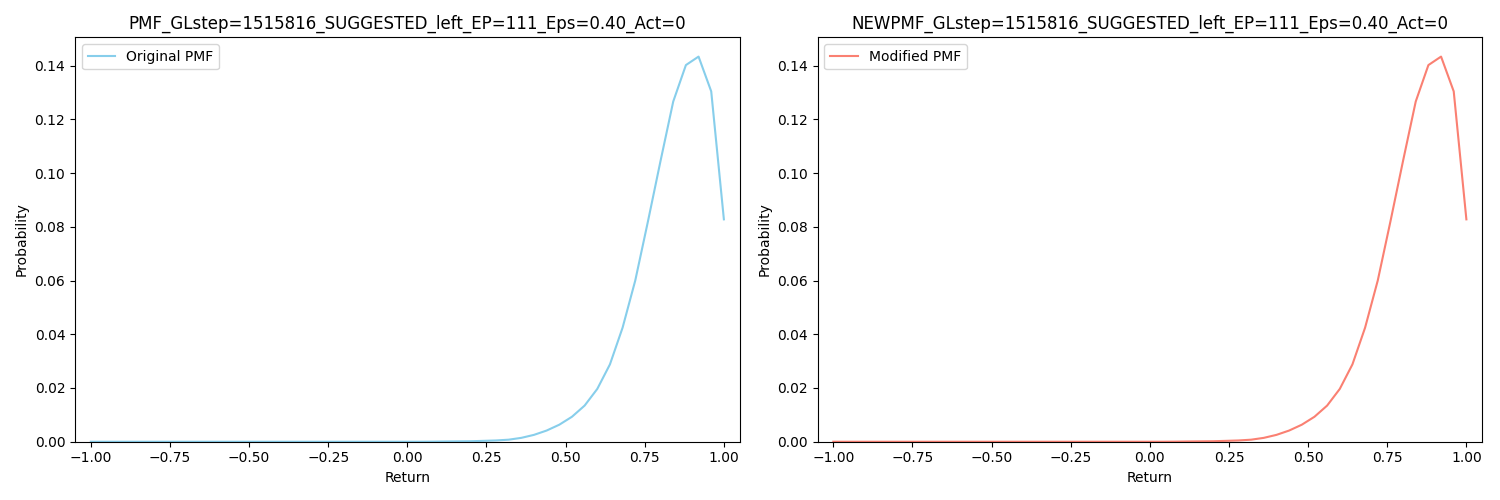 PMF_GLstep=1515816_SUGGESTED_left_EP=111_Eps=0.40_Act=0
Original PMF
0.14
0.12
0.10
0.08
0.06
0.04
0.02
0.00
Probability
−1.00 −0.75 −0.50 −0.25 0.00 0.25 0.50 0.75 1.00
Return
NEWPMF_GLstep=1515816_SUGGESTED_left_EP=111_Eps=0.40_Act=0
Modified PMF
0.14
0.12
0.10
0.08
0.06
0.04
0.02
0.00
Probability
−1.00 −0.75 −0.50 −0.25 0.00 0.25 0.50 0.75 1.00
Return